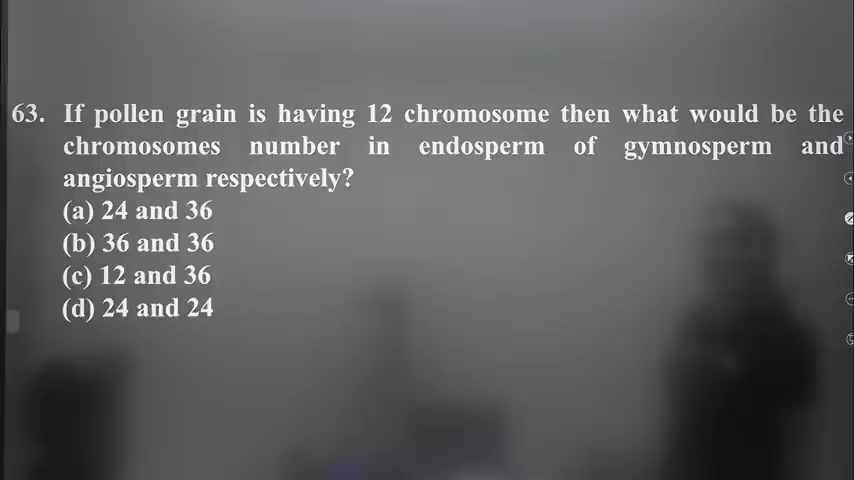 63. If pollen grain is having 12 chromosome then what would be the
chromosomes number in endosperm of gymnosperm and
angiosperm respectively?
(a) 24 and 36
(b) 36 and 36
(c) 12 and 36
(d) 24 and 24